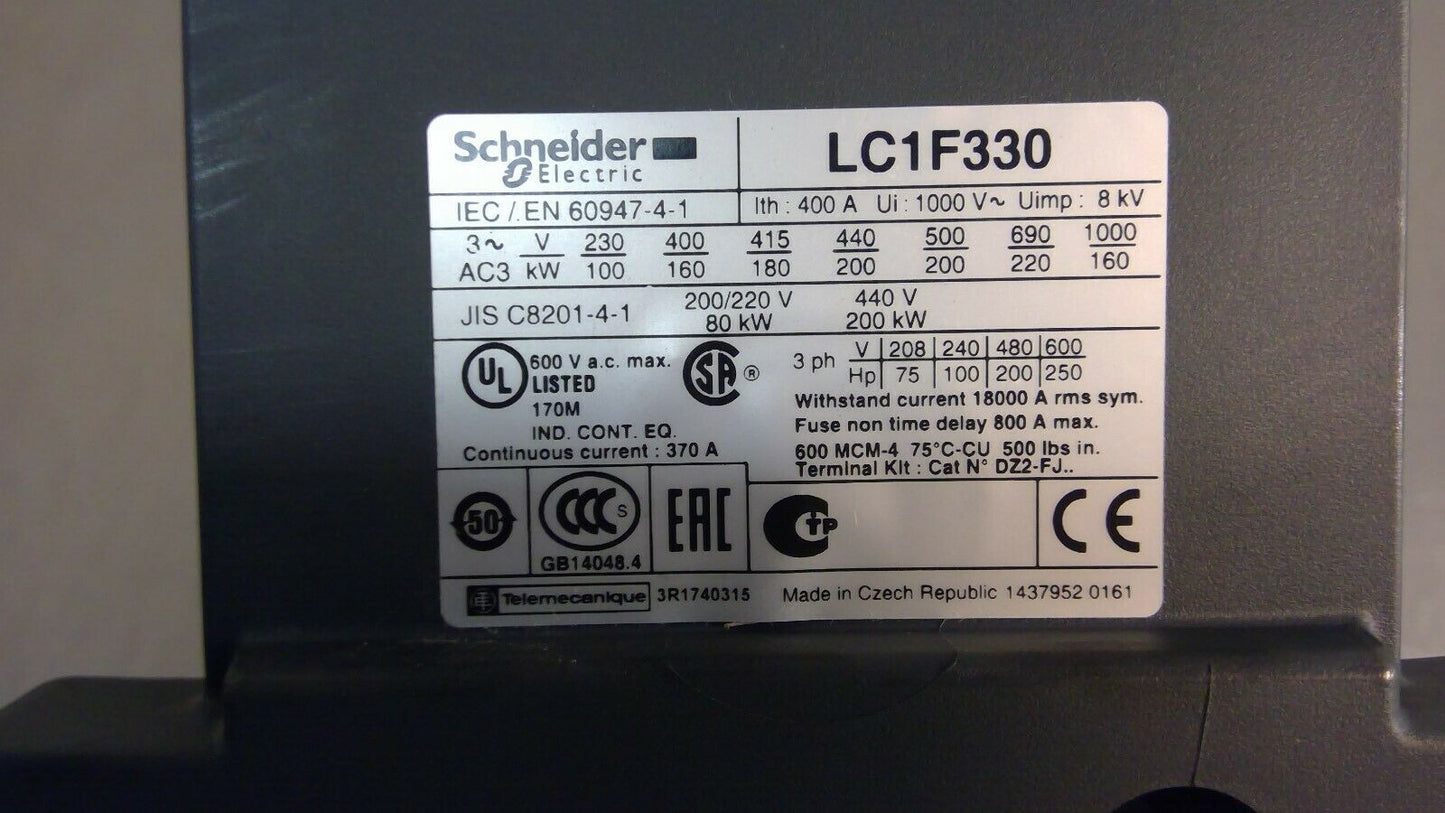 Schneider Electric
LC1F330
IEC / EN 60947-4-1
Ith : 400 A Ui : 1000 V~ Uimp : 8 kV
3~ V 230 400 415 440 500 690 1000
AC3 kW 100 160 180 200 200 220 160
JIS C8201-4-1
200/220 V 440 V
80 kW 200 kW
UL
600 V a.c. max.
LISTED
170M
IND. CONT. EQ.
Continuous current : 370 A
SA ®
3 ph V 208 240 480 600
Hp 75 100 200 250
Withstand current 18000 A rms sym.
Fuse non time delay 800 A max.
600 MCM-4 75°C-CU 500 lbs in.
Terminal Kit : Cat N° DZ2-FJ..
50
CCC S
GB14048.4
EAC
C TP
CE
Telemecanique 3R1740315 Made in Czech Republic 1437952 0161